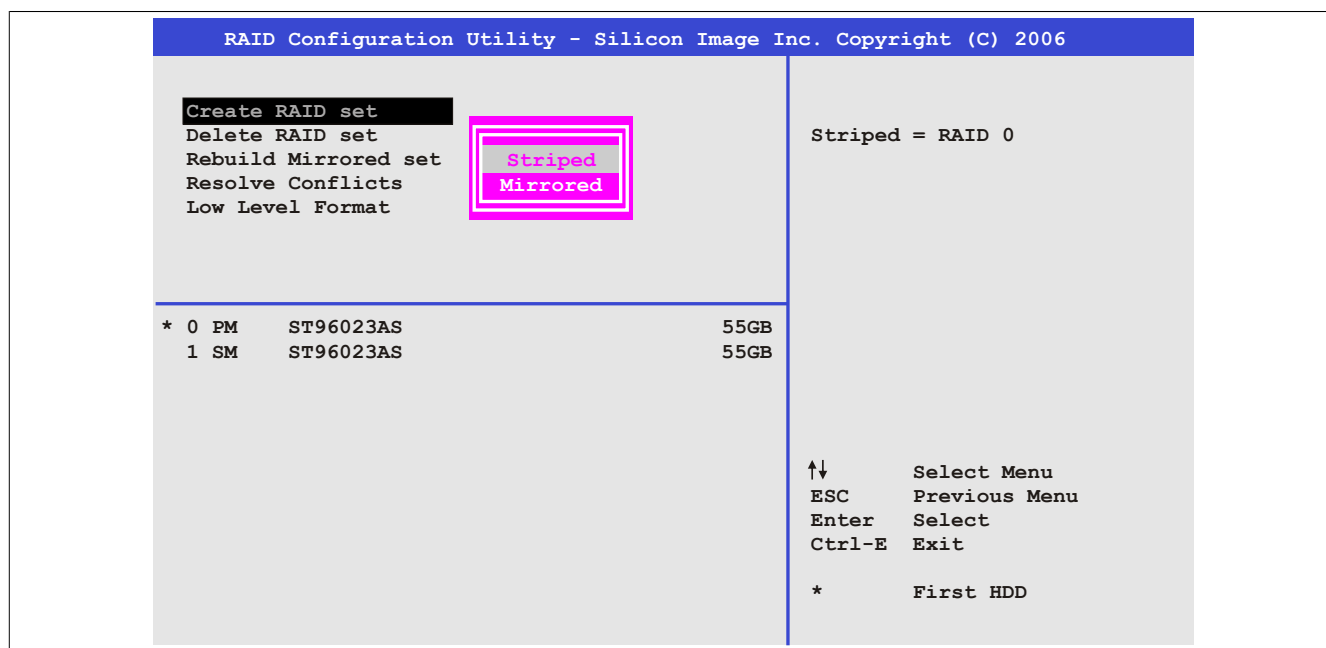 RAID Configuration Utility - Silicon Image Inc. Copyright (C) 2006
Create RAID set
Delete RAID set
Rebuild Mirrored set
Resolve Conflicts
Low Level Format
Striped
Mirrored
Striped = RAID 0
* 0 PM ST96023AS 55GB
1 SM ST96023AS 55GB
↑↓ Select Menu
ESC Previous Menu
Enter Select
Ctrl-E Exit
* First HDD